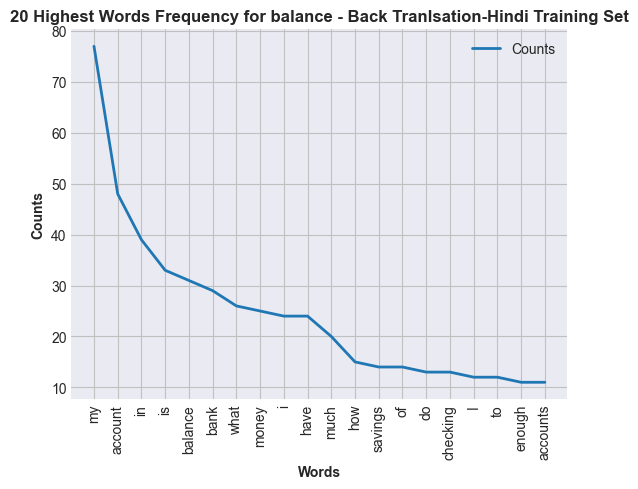 20 Highest Words Frequency for balance - Back Tranlsation-Hindi Training Set
Counts
80
70
60
50
40
30
20
10
Counts
my
account
in
is
balance
bank
what
money
i
have
much
how
savings
of
do
checking
I
to
enough
accounts
Words